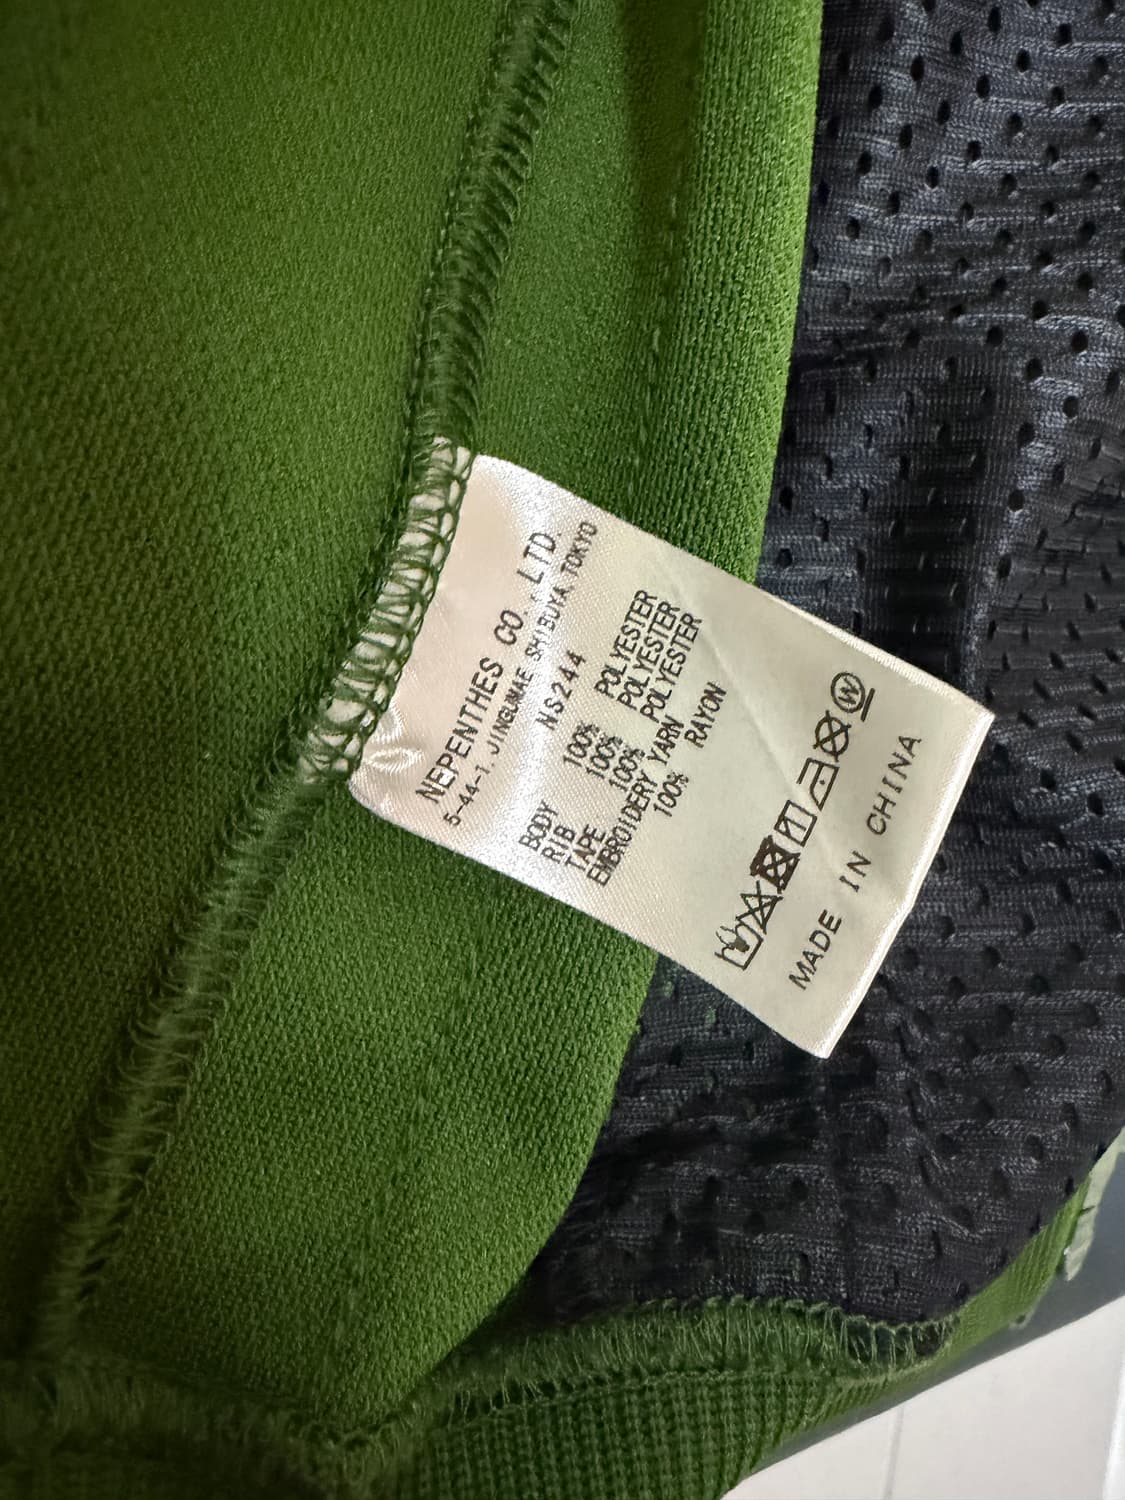 NEPENTHES CO.,LTD
5-44-1,JINGUMAE SHIBUYA,TOKYO
NS244
BODY 100% POLYESTER
RIB 100% POLYESTER
TAPE 100% POLYESTER
EMBROIDERY YARN
100% RAYON
W
MADE IN CHINA